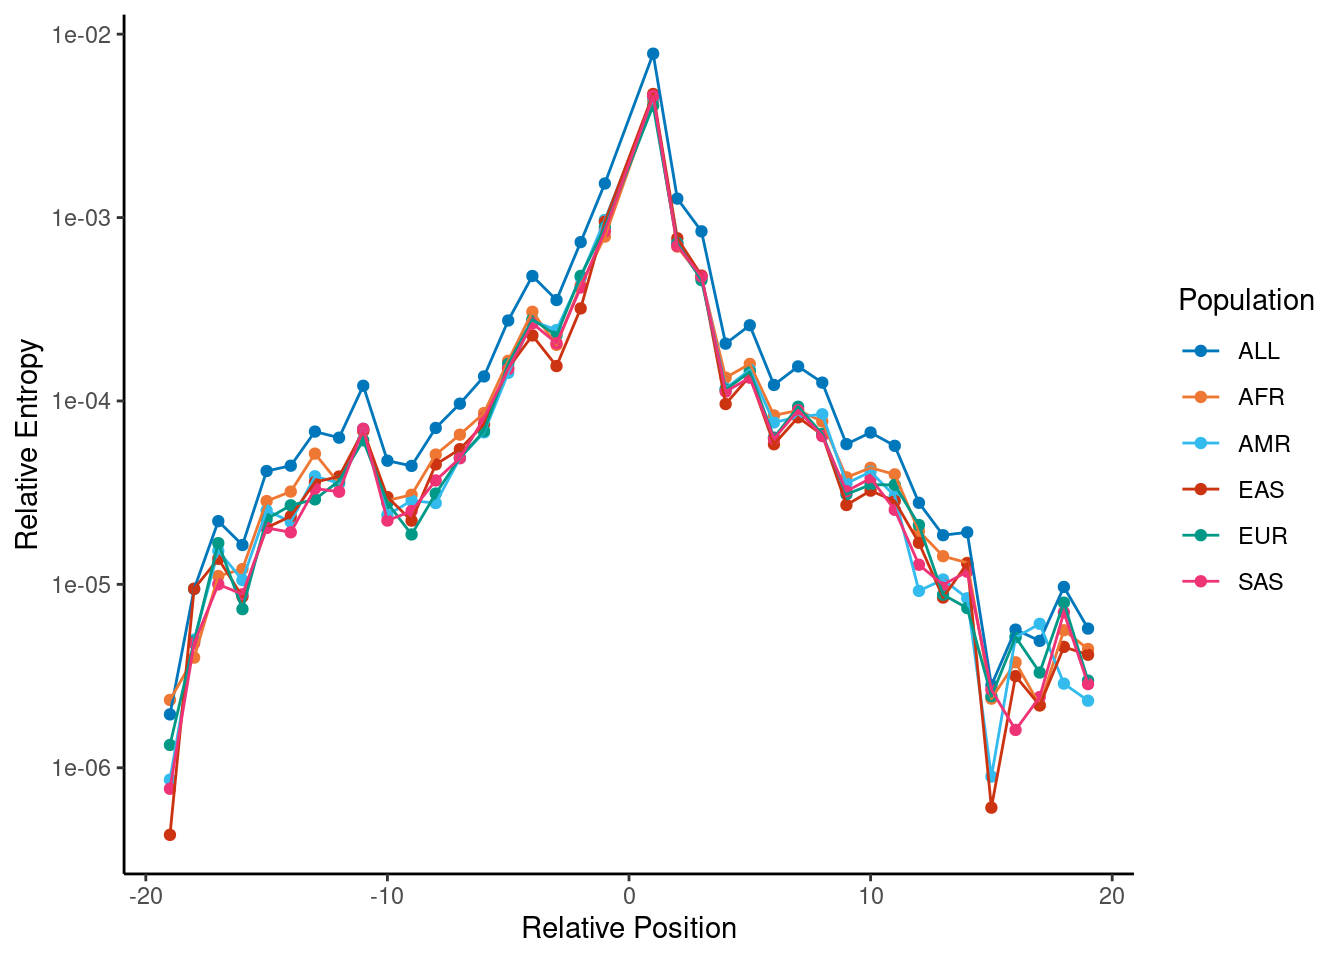 1e-02
1e-03
1e-04
1e-05
1e-06
Relative Entropy
-20
-10
0
10
20
Relative Position
Population
ALL
AFR
AMR
EAS
EUR
SAS